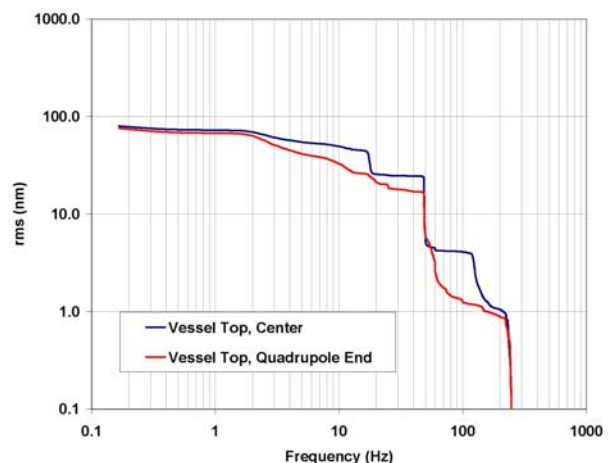 1000.0
100.0
10.0
1.0
0.1
rms (nm)
Vessel Top, Center
Vessel Top, Quadrupole End
0.1 1 10 100 1000
Frequency (Hz)